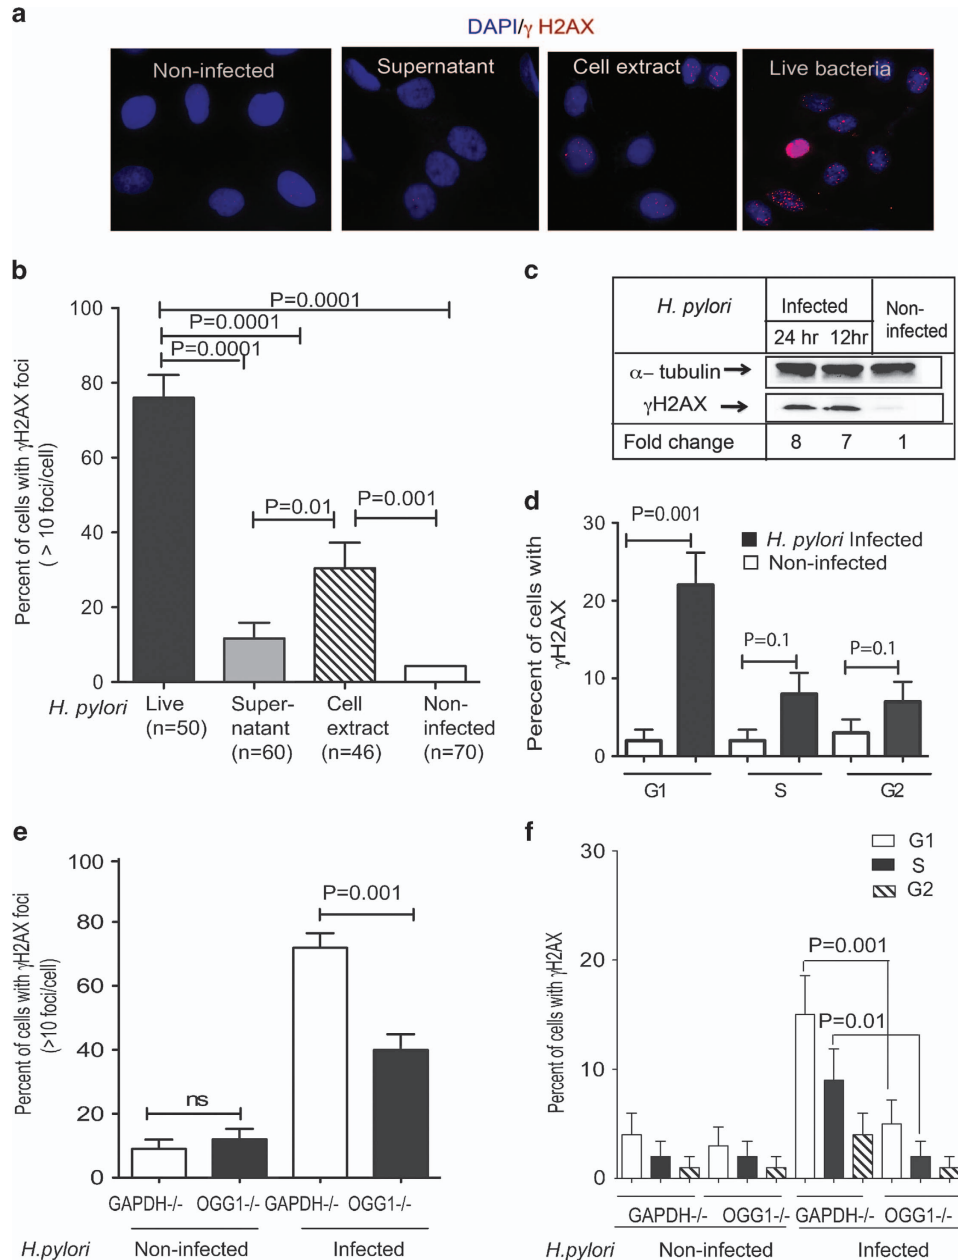 a
DAPI/γ H2AX
Non-infected
Supernatant
Cell extract
Live bacteria
b
Percent of cells with γH2AX foci
( > 10 foci/cell)
100
80
60
40
20
0
P=0.0001
P=0.0001
P=0.0001
P=0.01
P=0.001
H. pylori
Live
(n=50)
Super-
natant
(n=60)
Cell
extract
(n=46)
Non-
infected
(n=70)
c
H. pylori
Infected
Non-
infected
24 hr
12hr
α– tubulin
γH2AX
Fold change
8
7
1
d
Perecent of cells with
γH2AX
30
20
10
0
P=0.001
P=0.1
P=0.1
H. pylori Infected
Non-infected
G1
S
G2
e
Percent of cells with γH2AX foci
(>10 foci/cell)
100
80
60
40
20
0
ns
P=0.001
GAPDH-/-
OGG1-/-
GAPDH-/-
OGG1-/-
H.pylori
Non-infected
Infected
f
Percent of cells with γH2AX
30
20
10
0
G1
S
G2
P=0.001
P=0.01
GAPDH-/-
OGG1-/-
GAPDH-/-
OGG1-/-
H.pylori
Non-infected
Infected